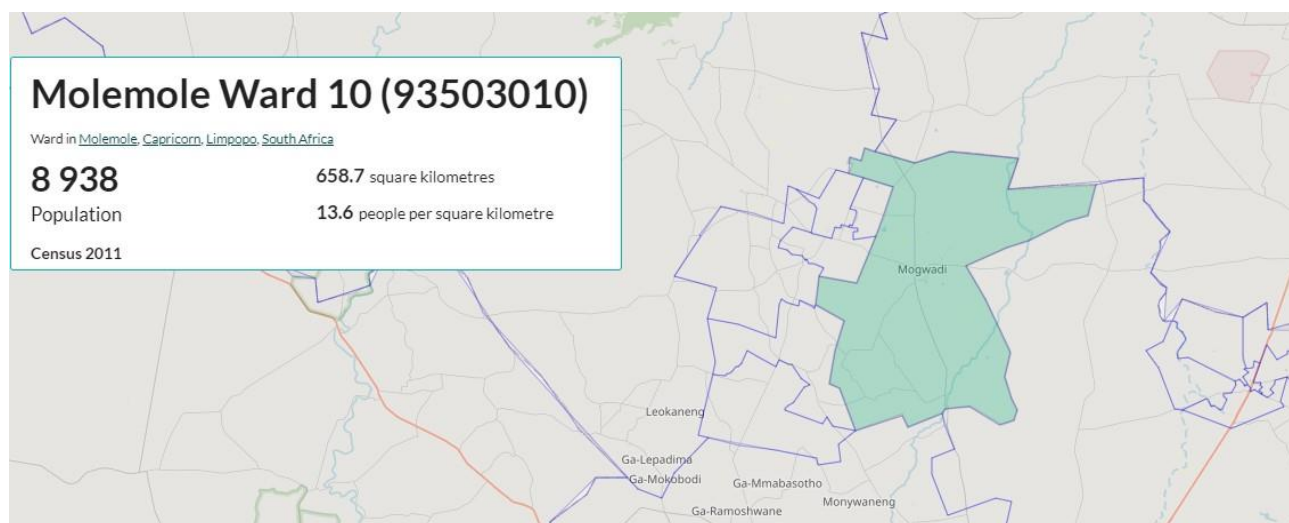 Molemole Ward 10 (93503010)
Ward in Molemole, Capricorn, Limpopo, South Africa
8 938
658.7 square kilometres
Population
13.6 people per square kilometre
Census 2011
Mogwadi
Leokaneng
Ga-Lepadima
Ga-Mokobodi
Ga-Mmabasotho
Monywaneng
Ga-Ramoshwane